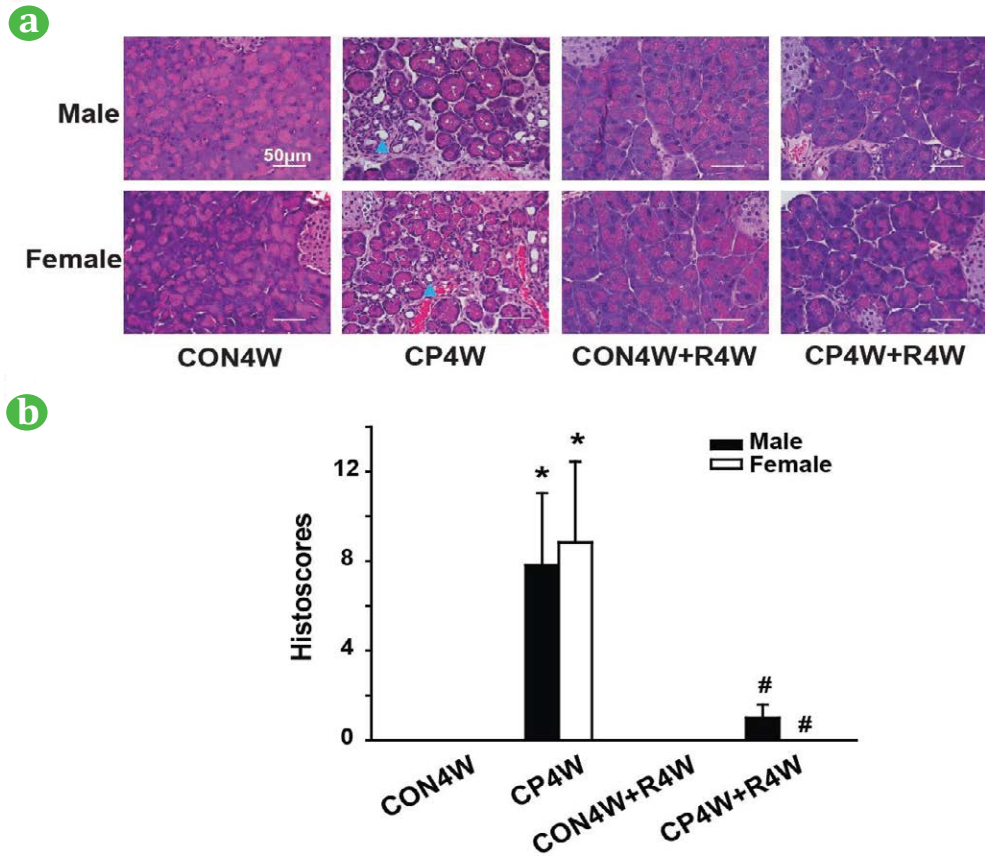 a
Male
50μm
Female
CON4W CP4W CON4W+R4W CP4W+R4W
b
Male
Female
Histoscores
12
8
4
0
*
*
#
#
CON4W
CP4W
CON4W+R4W
CP4W+R4W